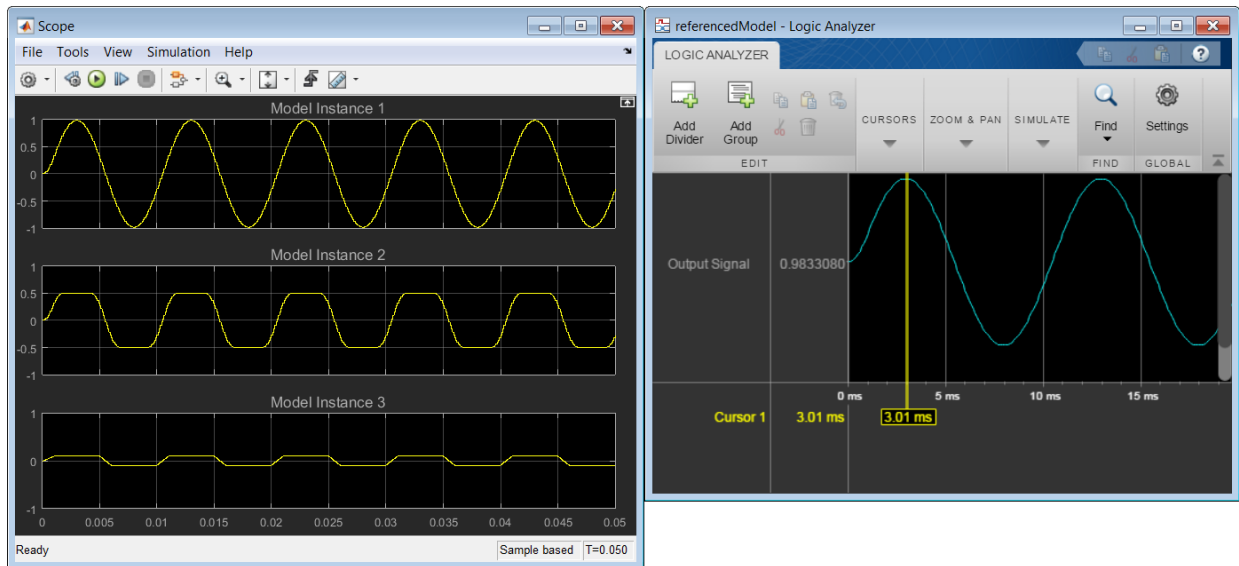 Scope
File Tools View Simulation Help
Model Instance 1
1
0.5
0
-0.5
-1
Model Instance 2
1
0.5
0
-0.5
-1
Model Instance 3
1
0
-1
0 0.005 0.01 0.015 0.02 0.025 0.03 0.035 0.04 0.045 0.05
Ready Sample based T=0.050
referencedModel - Logic Analyzer
LOGIC ANALYZER ?
Add Divider
Add Group
CURSORS ZOOM & PAN SIMULATE
Find Settings
EDIT FIND GLOBAL
Output Signal 0.9833080
0 ms 5 ms 10 ms 15 ms
Cursor 1 3.01 ms 3.01 ms